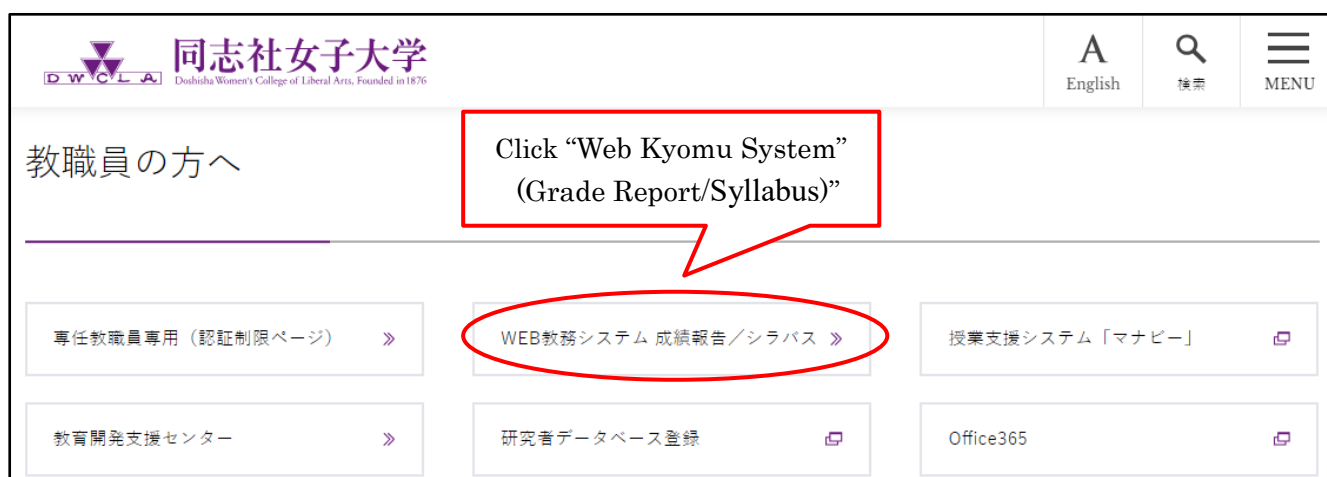 DWCLA
同志社女子大学
Doshisha Women's College of Liberal Arts, Founded in 1876
A
English
検索
MENU
教職員の方へ
Click “Web Kyomu System”
(Grade Report/Syllabus)”
専任教職員専用（認証制限ページ）
WEB教務システム 成績報告／シラバス
授業支援システム「マナビー」
教育開発支援センター
研究者データベース登録
Office365